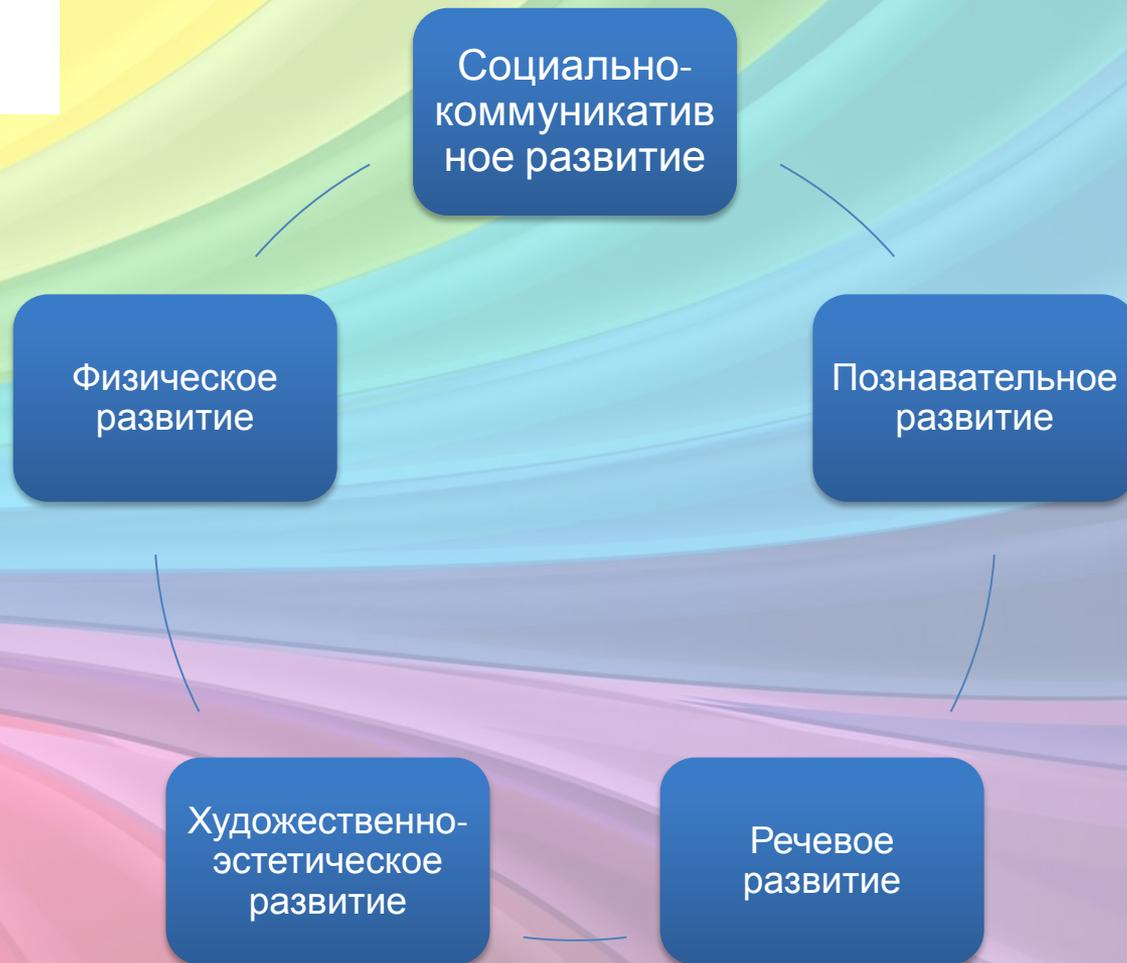 Социально-
коммуникатив
ное развитие
Физическое
развитие
Познавательное
развитие
Художественно-
эстетическое
развитие
Речевое
развитие